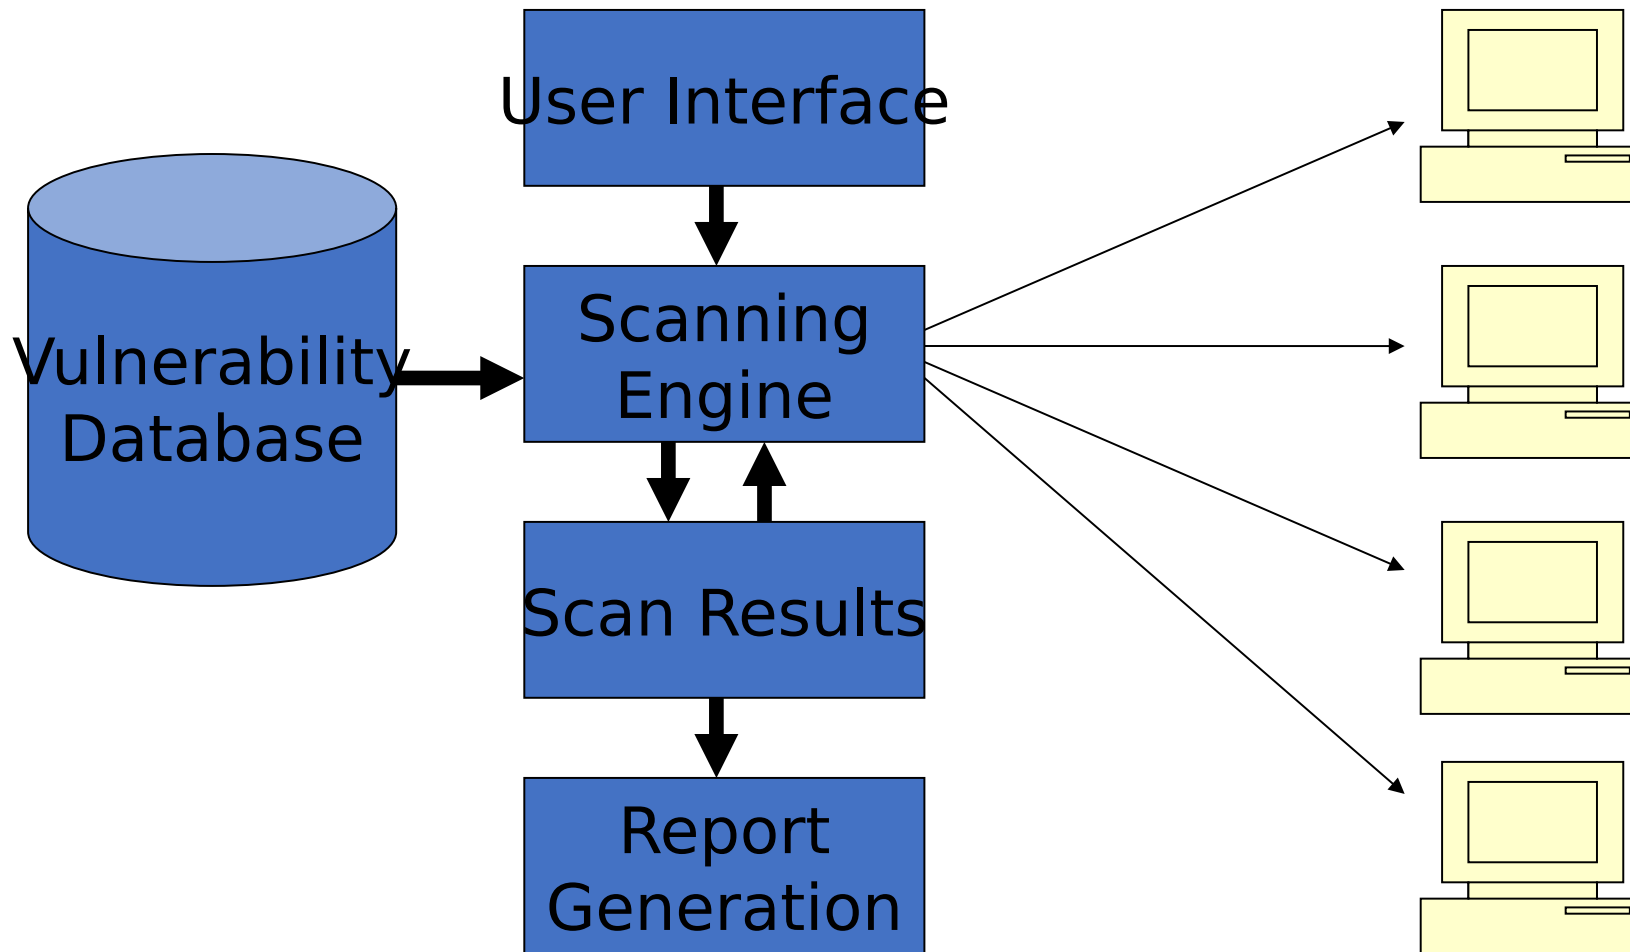 User Interface
Vulnerability
Database
Scanning
Engine
Scan Results
Report
Generation